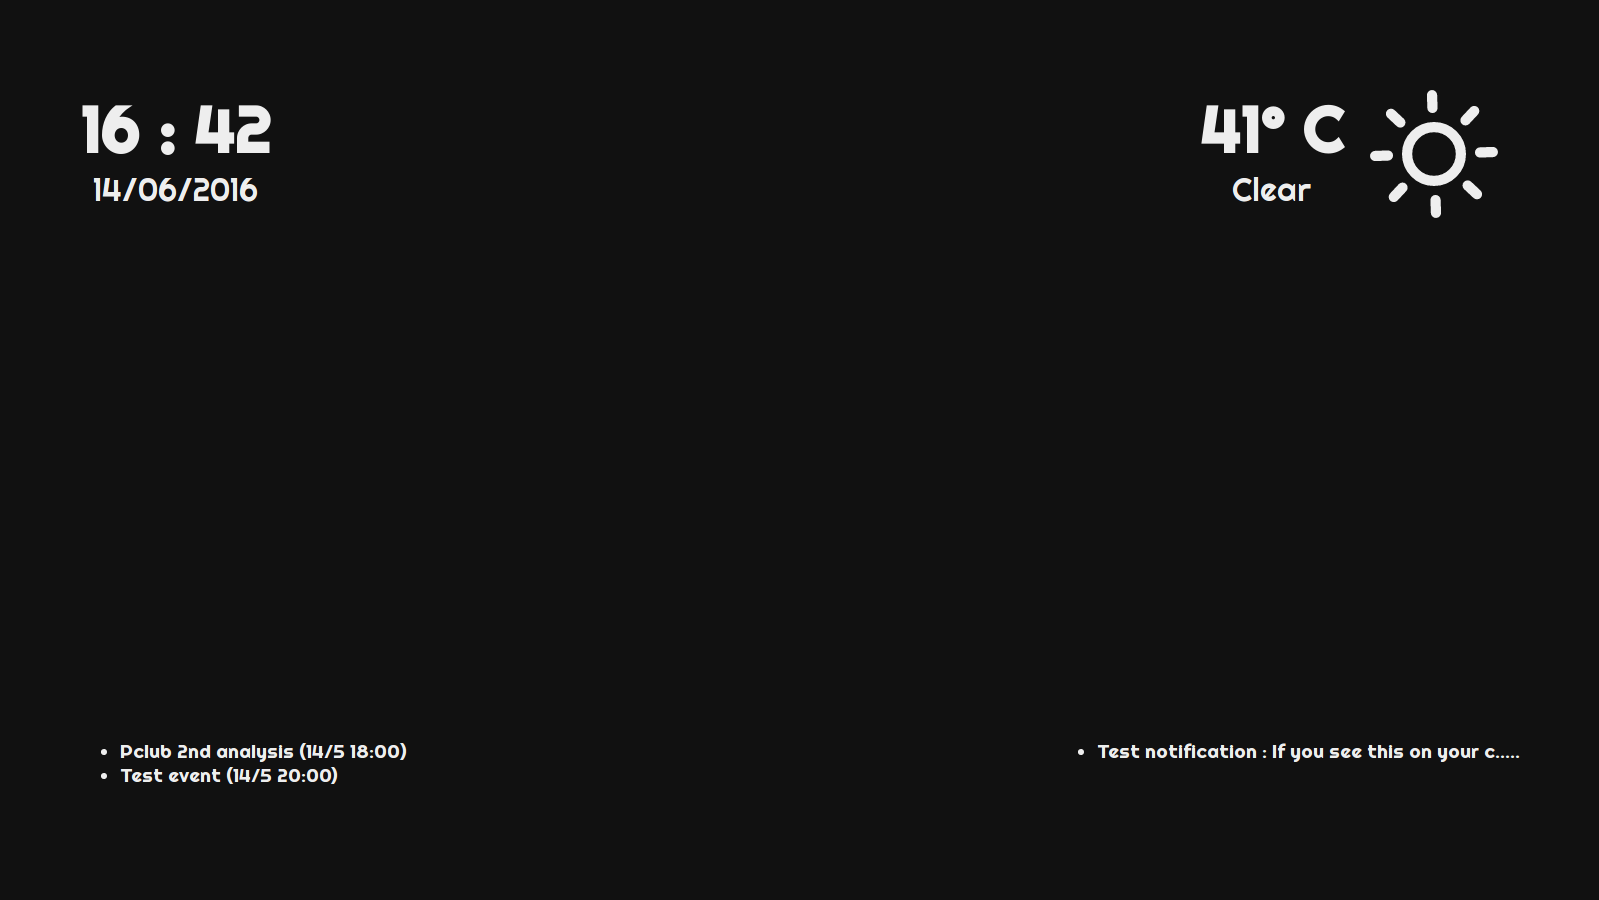 16 : 42
14/06/2016
41° C
Clear
• Pclub 2nd analysis (14/5 18:00)
• Test event (14/5 20:00)
• Test notification : If you see this on your c.....